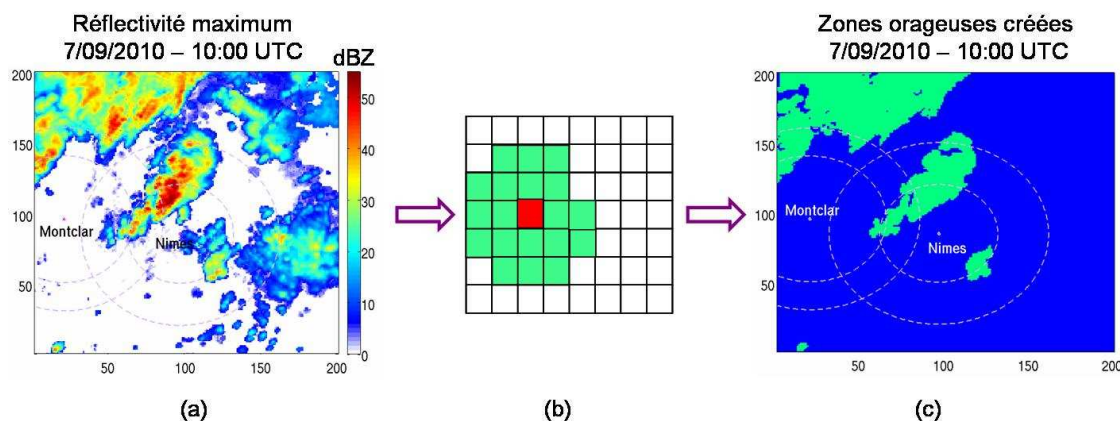 Réflectivité maximum
7/09/2010 – 10:00 UTC
dBZ
200
150
100
50
50
100
150
200
50
40
30
20
10
0
Montclar
Nimes
(a)
(b)
Zones orageuses créées
7/09/2010 – 10:00 UTC
200
150
100
50
50
100
150
200
Montclar
Nimes
(c)